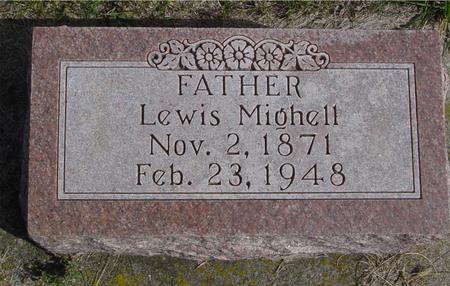 FATHER
Lewis Mighell
Nov. 2, 1871
Feb. 23, 1948